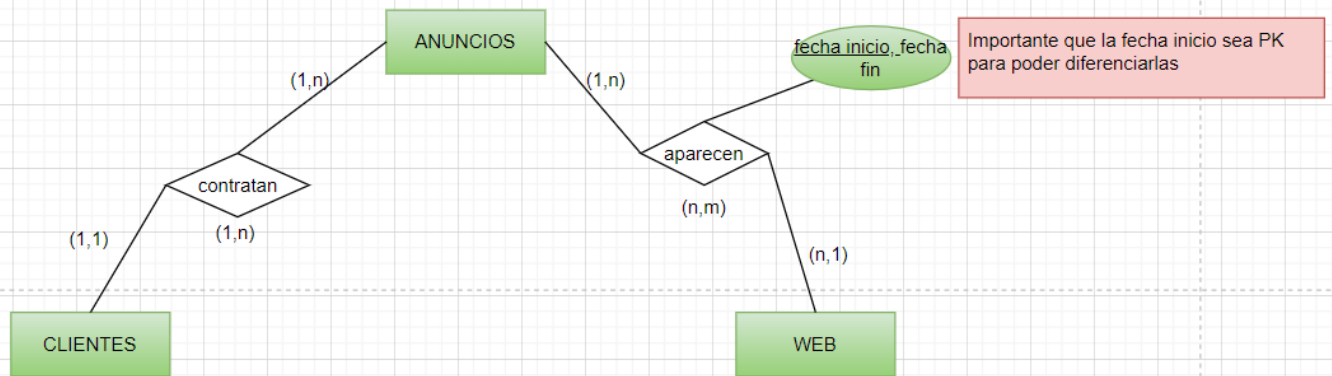 ANUNCIOS
fecha inicio, fecha
fin
Importante que la fecha inicio sea PK
para poder diferenciarlas
(1,n)
(1,n)
aparecen
contratan
(n,m)
(1,1)
(1,n)
(n,1)
CLIENTES
WEB